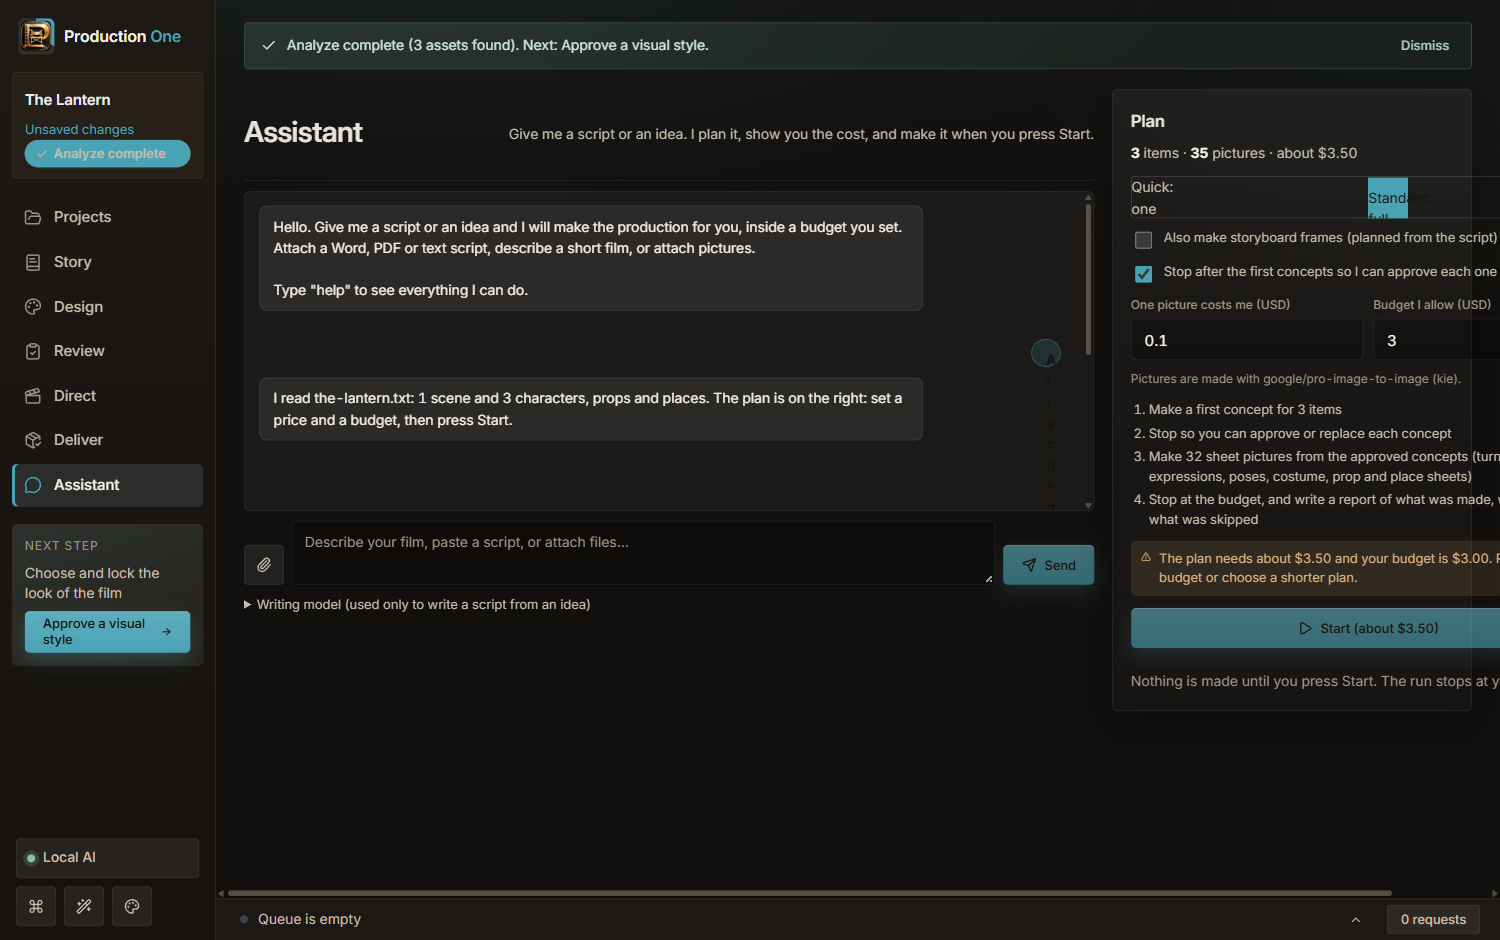 Production One
The Lantern
Unsaved changes
Analyze complete
Projects
Story
Design
Review
Direct
Deliver
Assistant
NEXT STEP
Choose and lock the
look of the film
Approve a visual
style
Local AI
Analyze complete (3 assets found). Next: Approve a visual style.
Dismiss
Assistant
Give me a script or an idea. I plan it, show you the cost, and make it when you press Start.
Hello. Give me a script or an idea and I will make the production for you, inside a budget you set.
Attach a Word, PDF or text script, describe a short film, or attach pictures.
Type "help" to see everything I can do.
I read the-lantern.txt: 1 scene and 3 characters, props and places. The plan is on the right: set a
price and a budget, then press Start.
Describe your film, paste a script, or attach files...
Send
Writing model (used only to write a script from an idea)
Plan
3 items · 35 pictures · about $3.50
Quick:
one
Standard:
full
Also make storyboard frames (planned from the script)
Stop after the first concepts so I can approve each one
One picture costs me (USD)
Budget I allow (USD)
0.1
3
Pictures are made with google/pro-image-to-image (kie).
1. Make a first concept for 3 items
2. Stop so you can approve or replace each concept
3. Make 32 sheet pictures from the approved concepts (turn
expressions, poses, costume, prop and place sheets)
4. Stop at the budget, and write a report of what was made,
what was skipped
The plan needs about $3.50 and your budget is $3.00.
budget or choose a shorter plan.
Start (about $3.50)
Nothing is made until you press Start. The run stops at
Queue is empty
0 requests